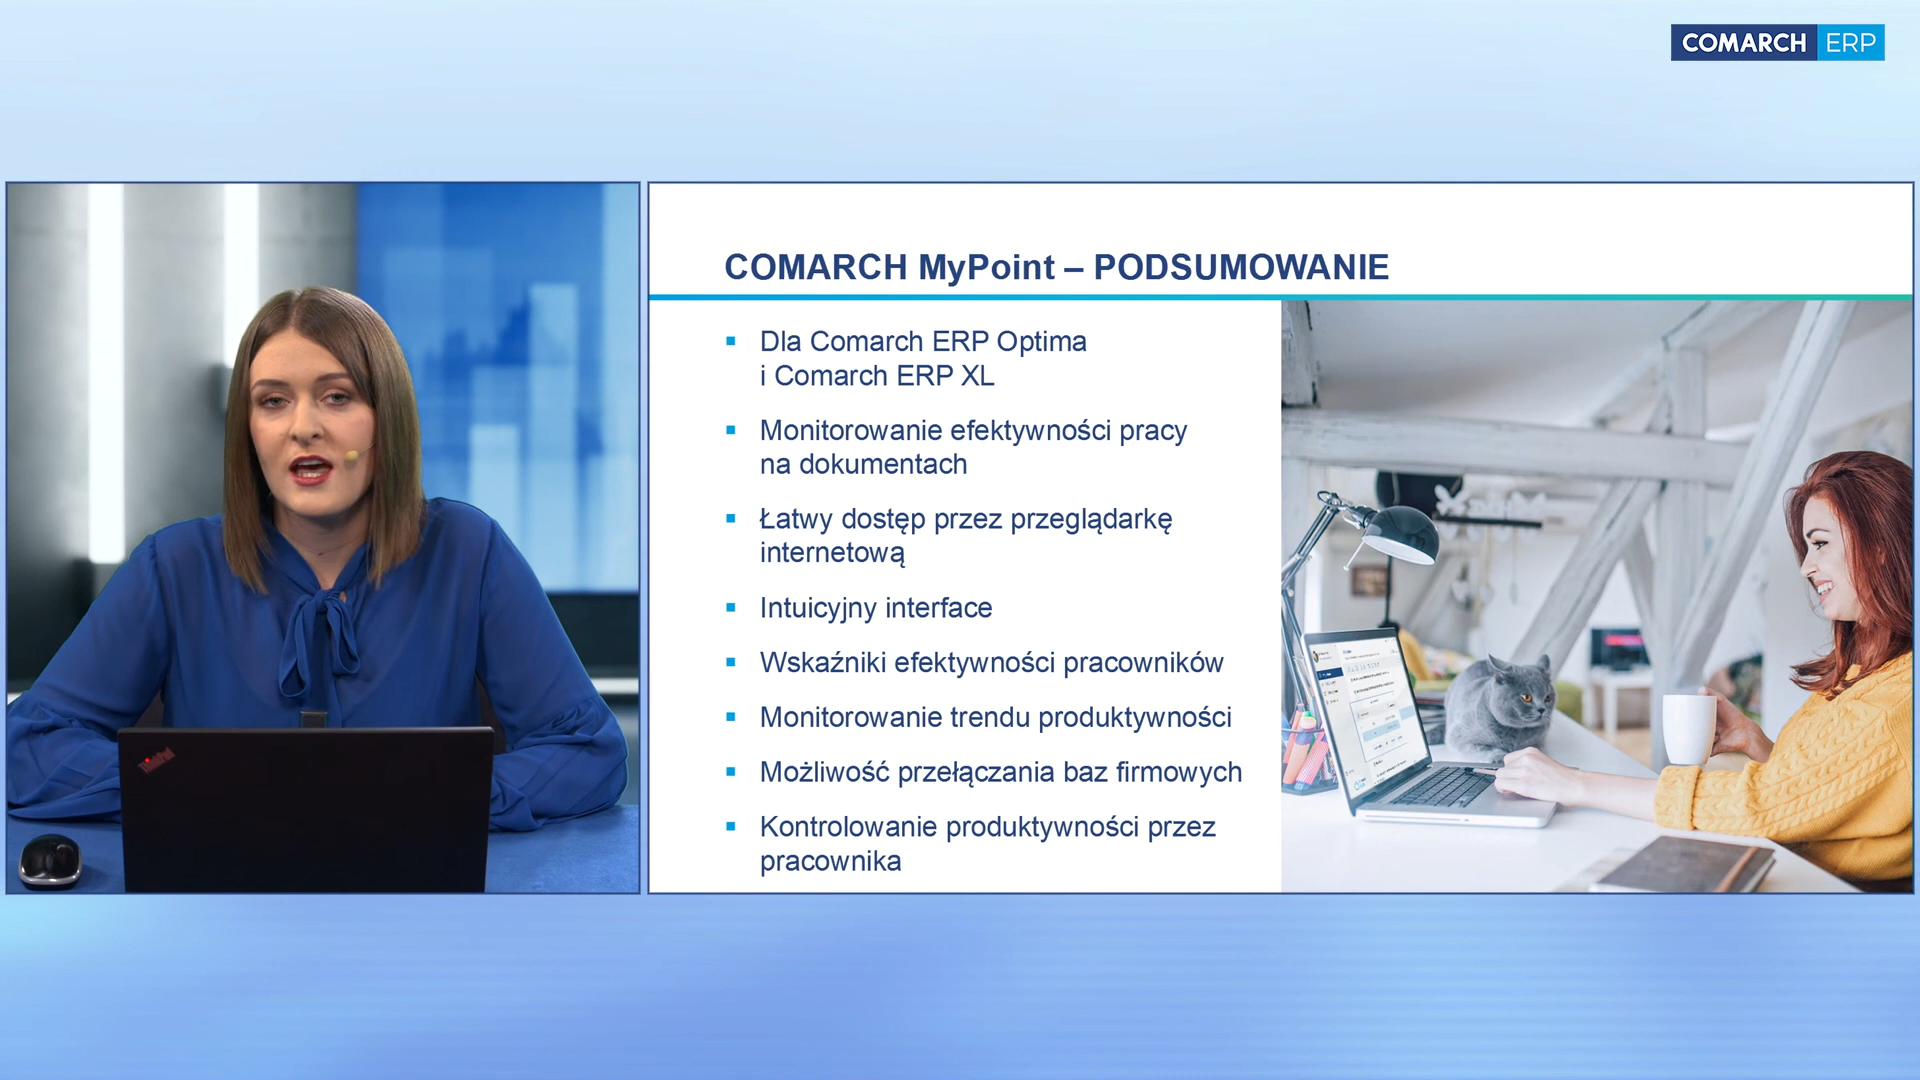 COMARCH ERP
COMARCH MyPoint – PODSUMOWANIE
Dla Comarch ERP Optima
i Comarch ERP XL
Monitorowanie efektywności pracy
na dokumentach
Łatwy dostęp przez przeglądarkę
internetową
Intuicyjny interface
Wskaźniki efektywności pracowników
Monitorowanie trendu produktywności
Możliwość przełączania baz firmowych
Kontrolowanie produktywności przez
pracownika
ThinkPad